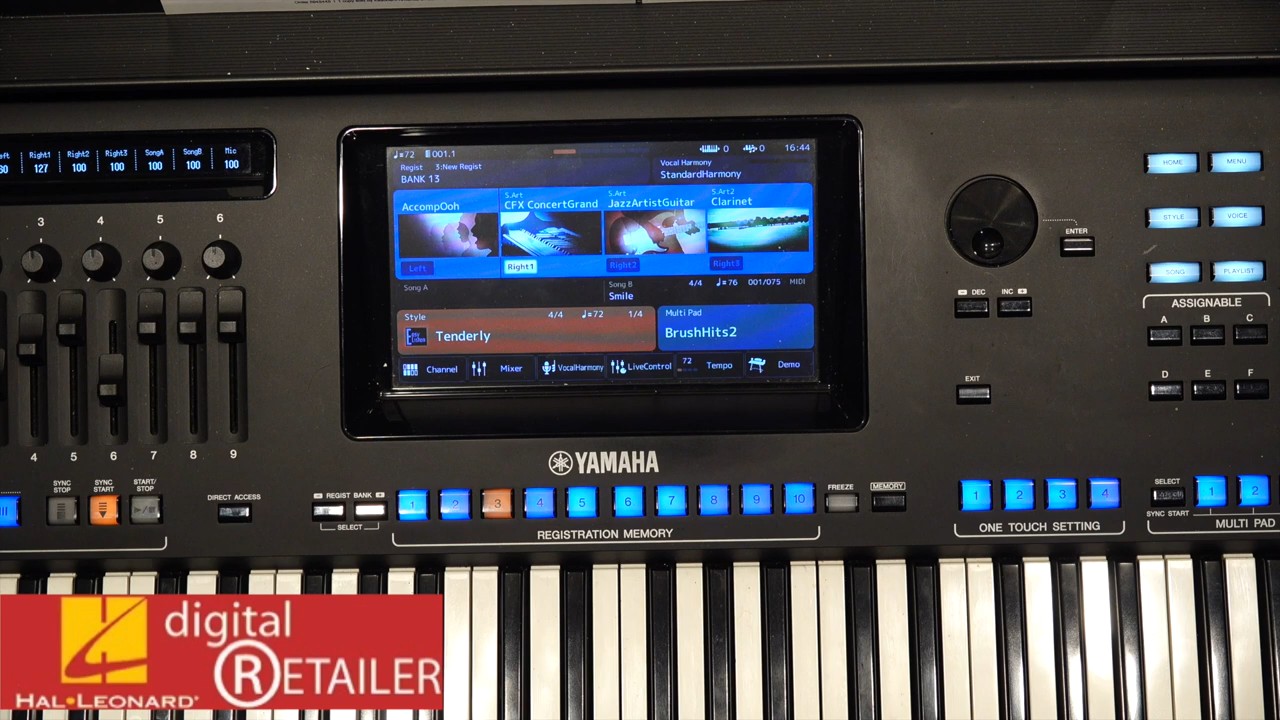 Right1 Right2 Right3 SongA SongB Mic
127 100 100 100 100 100
3 4 5 6
4 5 6 7 8 9
♩=72 001.1 0 0 16:44
Regist 3:New Regist
BANK 13
Vocal Harmony
StandardHarmony
AccompOoh
Left
S.Art
CFX ConcertGrand
Right1
S.Art
JazzArtistGuitar
Right2
S.Art2
Clarinet
Right3
Song A
Song B 4/4 ♩=76 001/075 MIDI
Smile
Style 4/4 ♩=72 1/4
Tenderly
Multi Pad
BrushHits2
Channel Mixer VocalHarmony LiveControl 72 Tempo Demo
YAMAHA
ENTER
DEC INC
EXIT
HOME MENU
STYLE VOICE
SONG PLAYLIST
ASSIGNABLE
A B C
D E F
SYNC STOP
SYNC START
START/STOP
DIRECT ACCESS
REGIST BANK
SELECT
1 2 3 4 5 6 7 8 9 10
REGISTRATION MEMORY
FREEZE
MEMORY
1 2 3 4
ONE TOUCH SETTING
SELECT
SYNC START
1 2
MULTI PAD
digital
RETAILER
HAL•LEONARD®